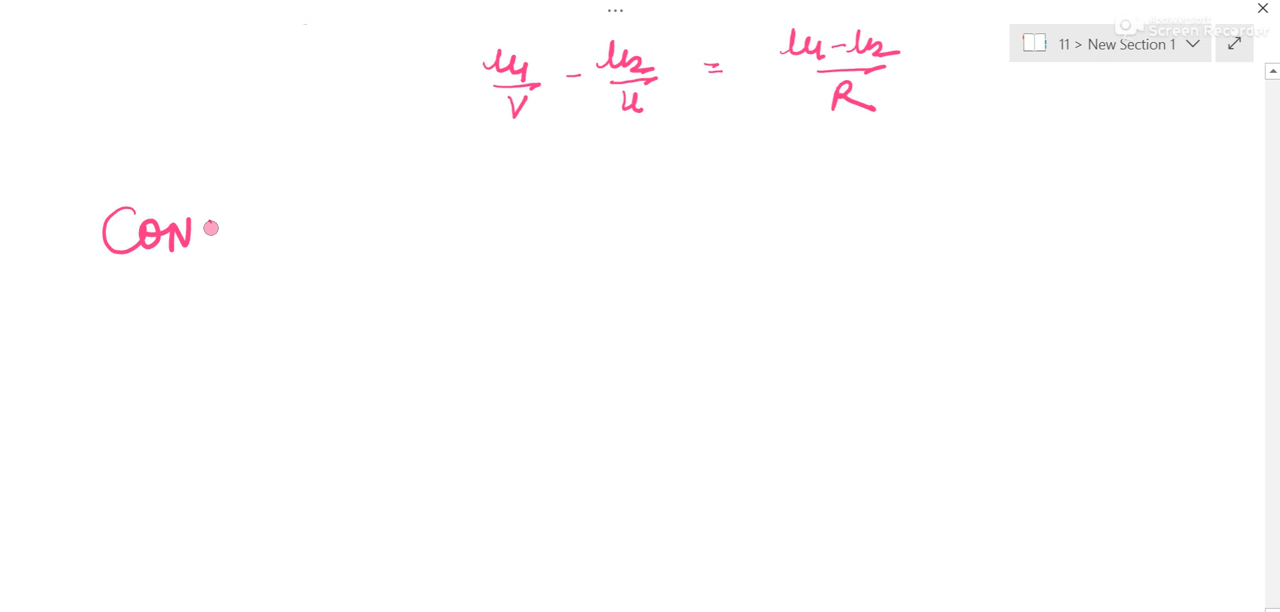 11 > New Section 1
Screen Recorder
μ1/V - μ2/u = μ1-μ2/R
CON